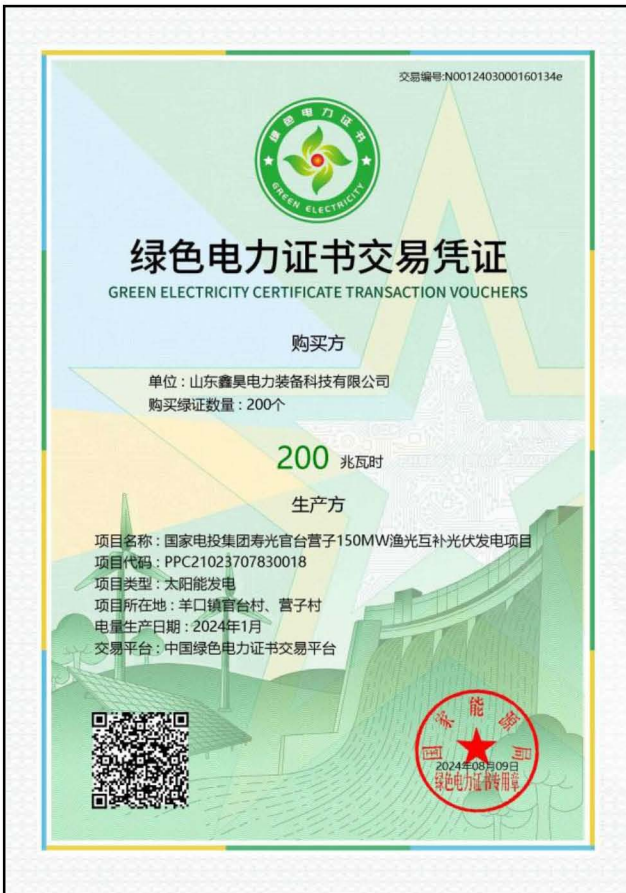 交易编号:N0012403000160134e
绿色电力证书
GREEN ELECTRICITY
绿色电力证书交易凭证
GREEN ELECTRICITY CERTIFICATE TRANSACTION VOUCHERS
购买方
单位：山东鑫昊电力装备科技有限公司
购买绿证数量：200个
200 兆瓦时
生产方
项目名称：国家电投集团寿光官台营子150MW渔光互补光伏发电项目
项目代码：PPC21023707830018
项目类型：太阳能发电
项目所在地：羊口镇官台村、营子村
电量生产日期：2024年1月
交易平台：中国绿色电力证书交易平台
国家能源局
2024年08月09日
绿色电力证书专用章